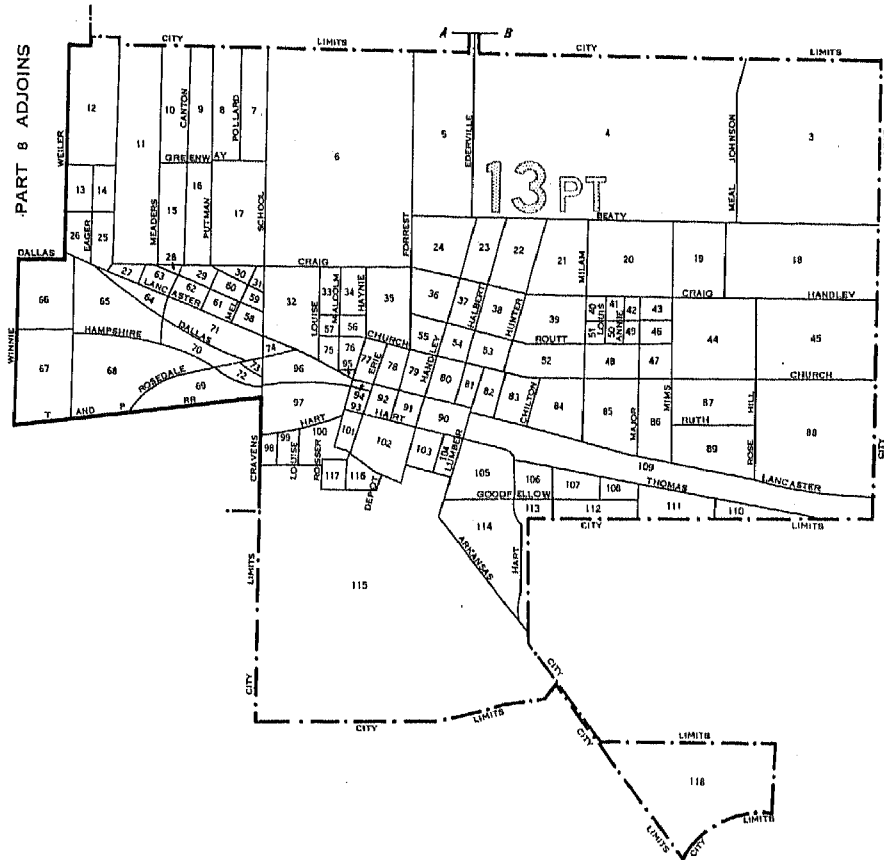 A B
CITY LIMITS CITY LIMITS
PART 8 ADJOINS
WEILER
12
11
10
CANTON
9
8
POLLARD
7
6
5
EDERVILLE
4
MEAL JOHNSON
3
GREENWAY
13 PT
13
14
MEADERS
15
16
PUTMAN
17
SCHOOL
FORREST
BEATY
26
EAGER
25
24
23
22
21
MILAM
20
19
18
DALLAS
28
CRAIG
27
63
29
30
31
LANCASTER
62
60
59
64
61
58
66
65
71
32
LOUISE
33
MALCOLM
34
HAYNIE
35
36
37
HALBERT
38
HUNTER
39
40
LOUIS
41
ANNIE
42
43
CRAIG
HANDLEY
44
45
57
56
CHURCH
55
54
53
ROUTT
51
50
49
46
WINNIE
HAMPSHIRE
DALLAS
70
74
75
76
95
77
ERIE
78
79
HANDLEY
80
81
82
83
CHILTON
52
48
47
CHURCH
67
68
ROSEDALE
69
72
73
96
T AND P RR
97
HART
94
93
92
91
HART
90
84
85
MAJOR
86
MIMS
87
RUTH
89
ROSE HILL
88
CITY
CRAVENS
98
99
LOUISE
100
ROSSER
101
102
103
104
LUMBER
109
LANCASTER
THOMAS
117
116
DEPOT
105
106
107
108
GOODFELLOW
113
112
111
110
CITY LIMITS
114
ARKANSAS
HART
LIMITS
115
CITY
CITY
CITY LIMITS
CITY
LIMITS
118
LIMITS
CITY
LIMITS